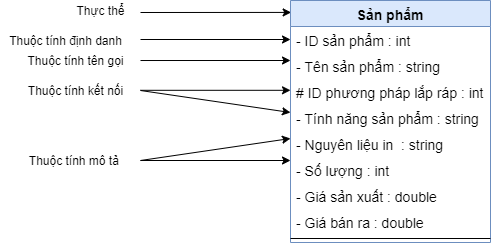 Thực thể
Sản phẩm
Thuộc tính định danh
- ID sản phẩm : int
Thuộc tính tên gọi
- Tên sản phẩm : string
Thuộc tính kết nối
# ID phương pháp lắp ráp : int
- Tính năng sản phẩm : string
- Nguyên liệu in : string
Thuộc tính mô tả
- Số lượng : int
- Giá sản xuất : double
- Giá bán ra : double